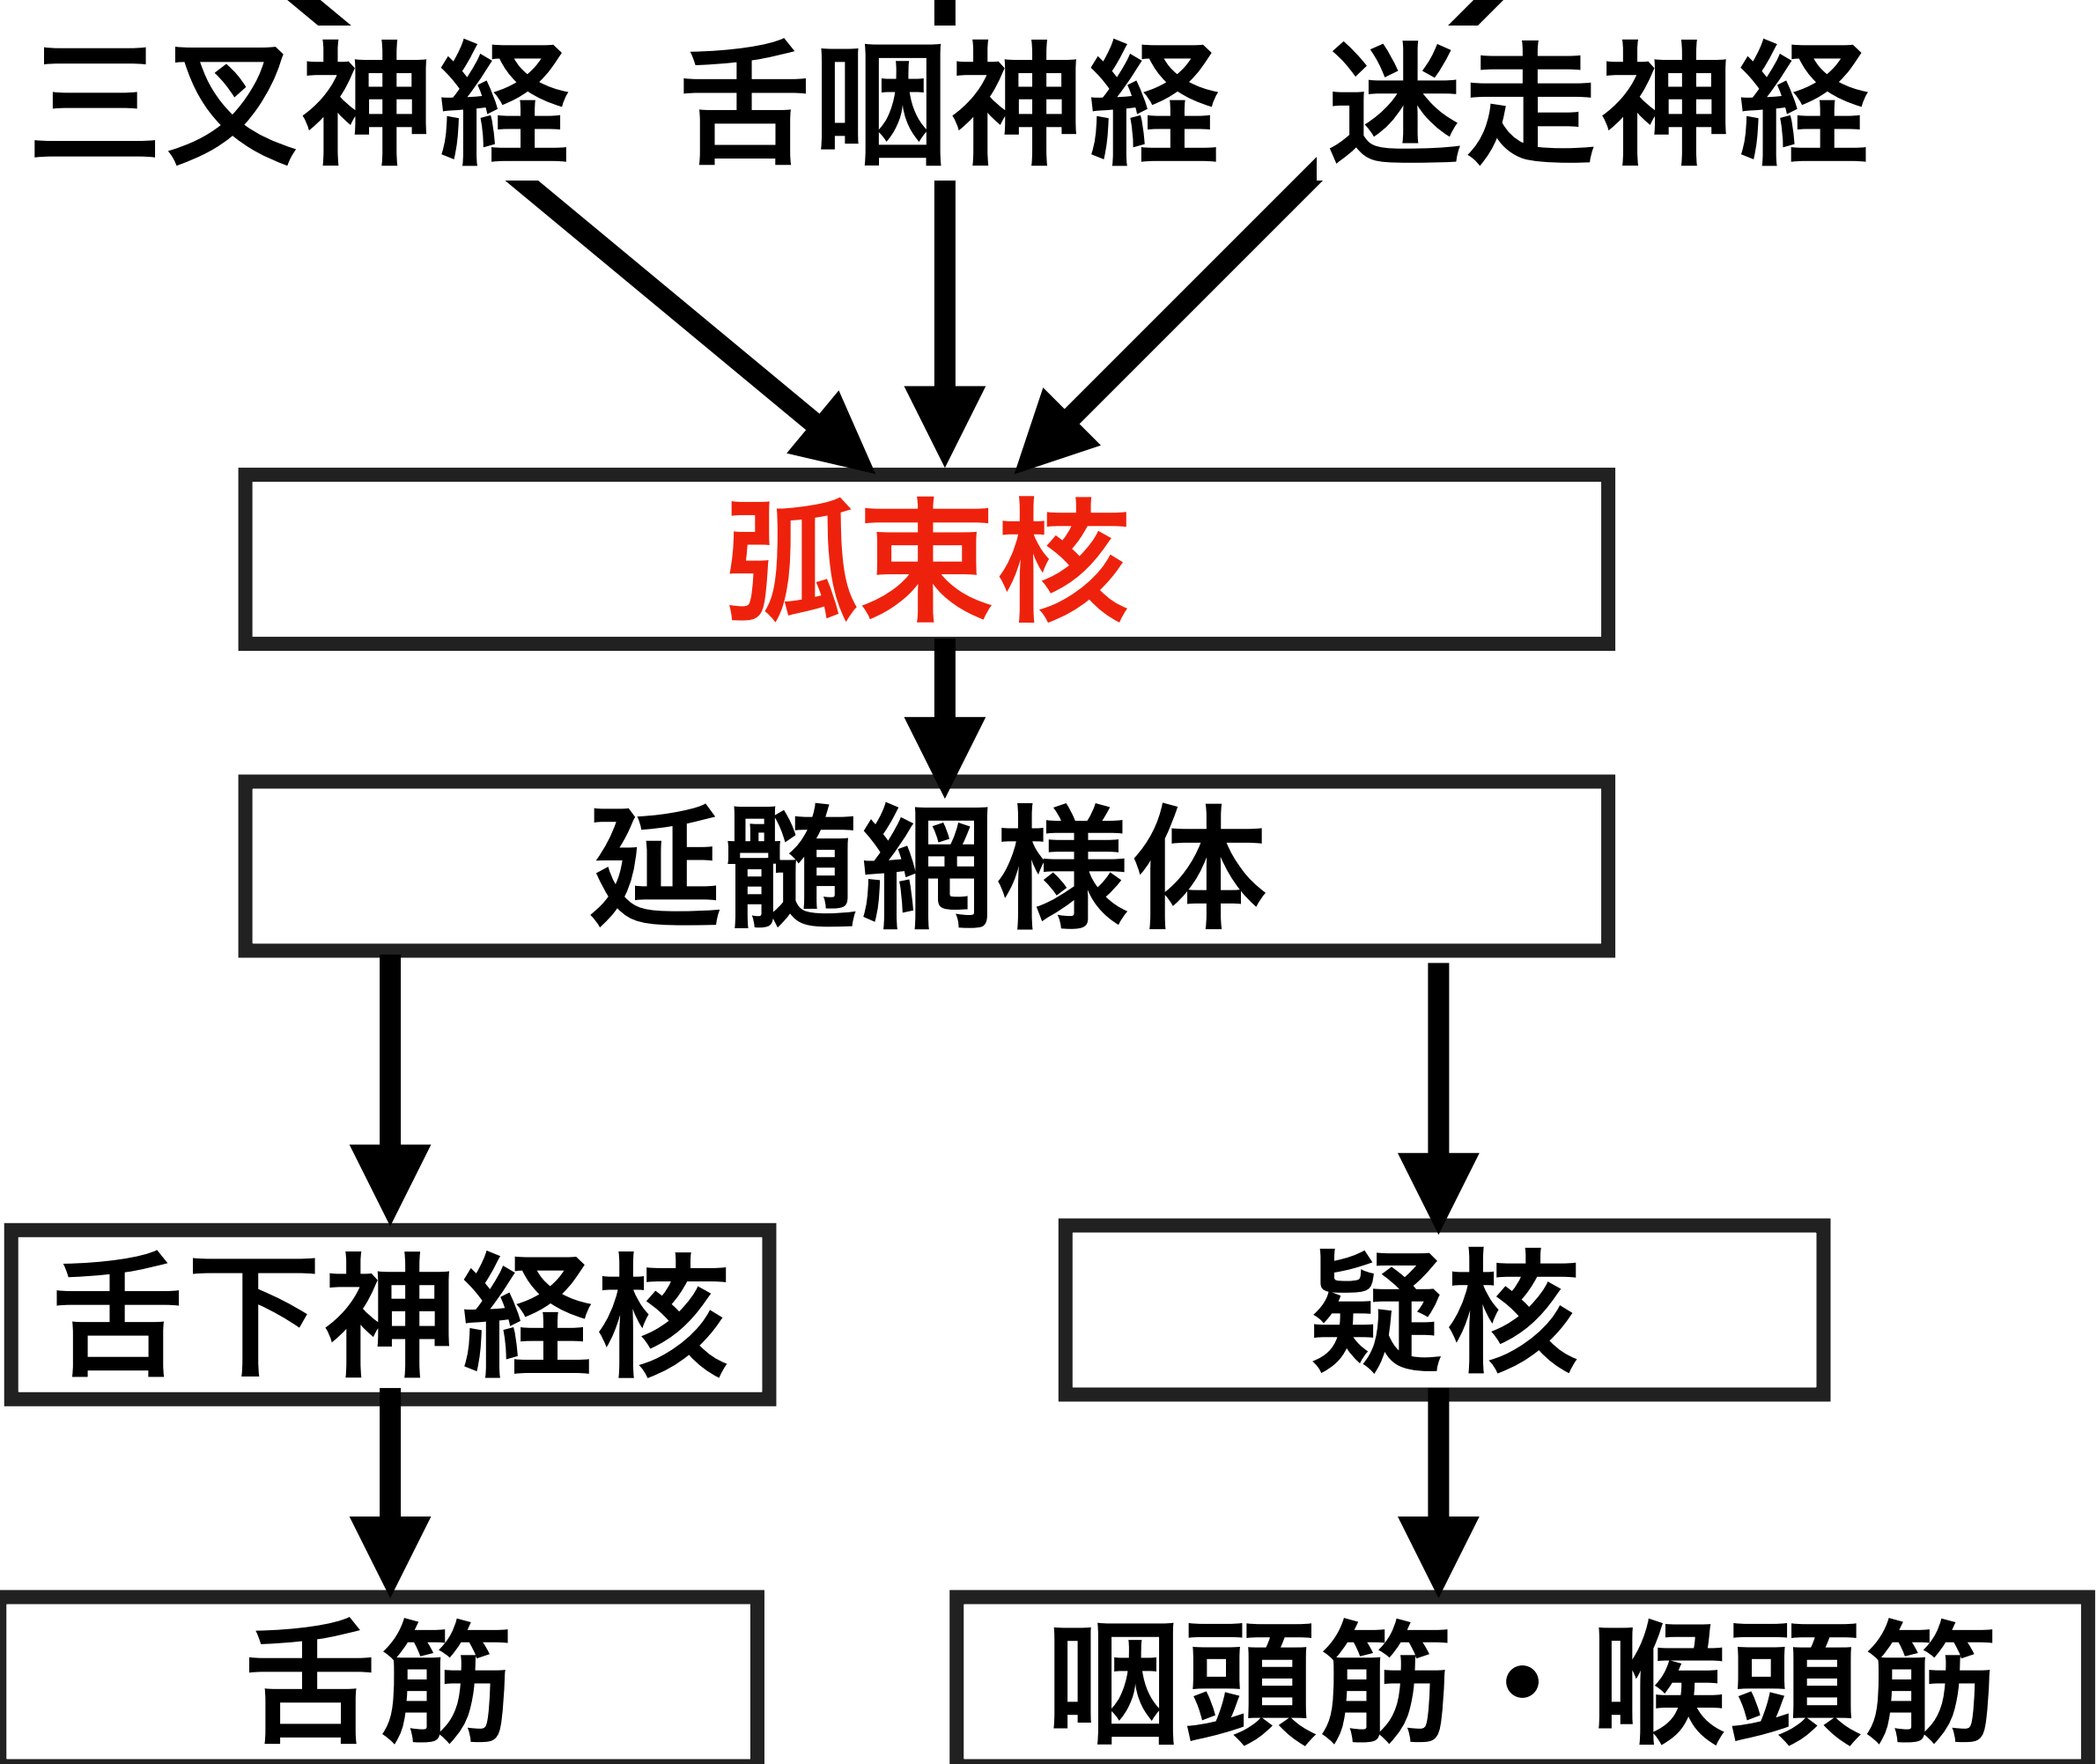 三叉神経 舌咽神経 迷走神経
弧束核
延髄網様体
舌下神経核 疑核
舌筋 咽頭筋・喉頭筋